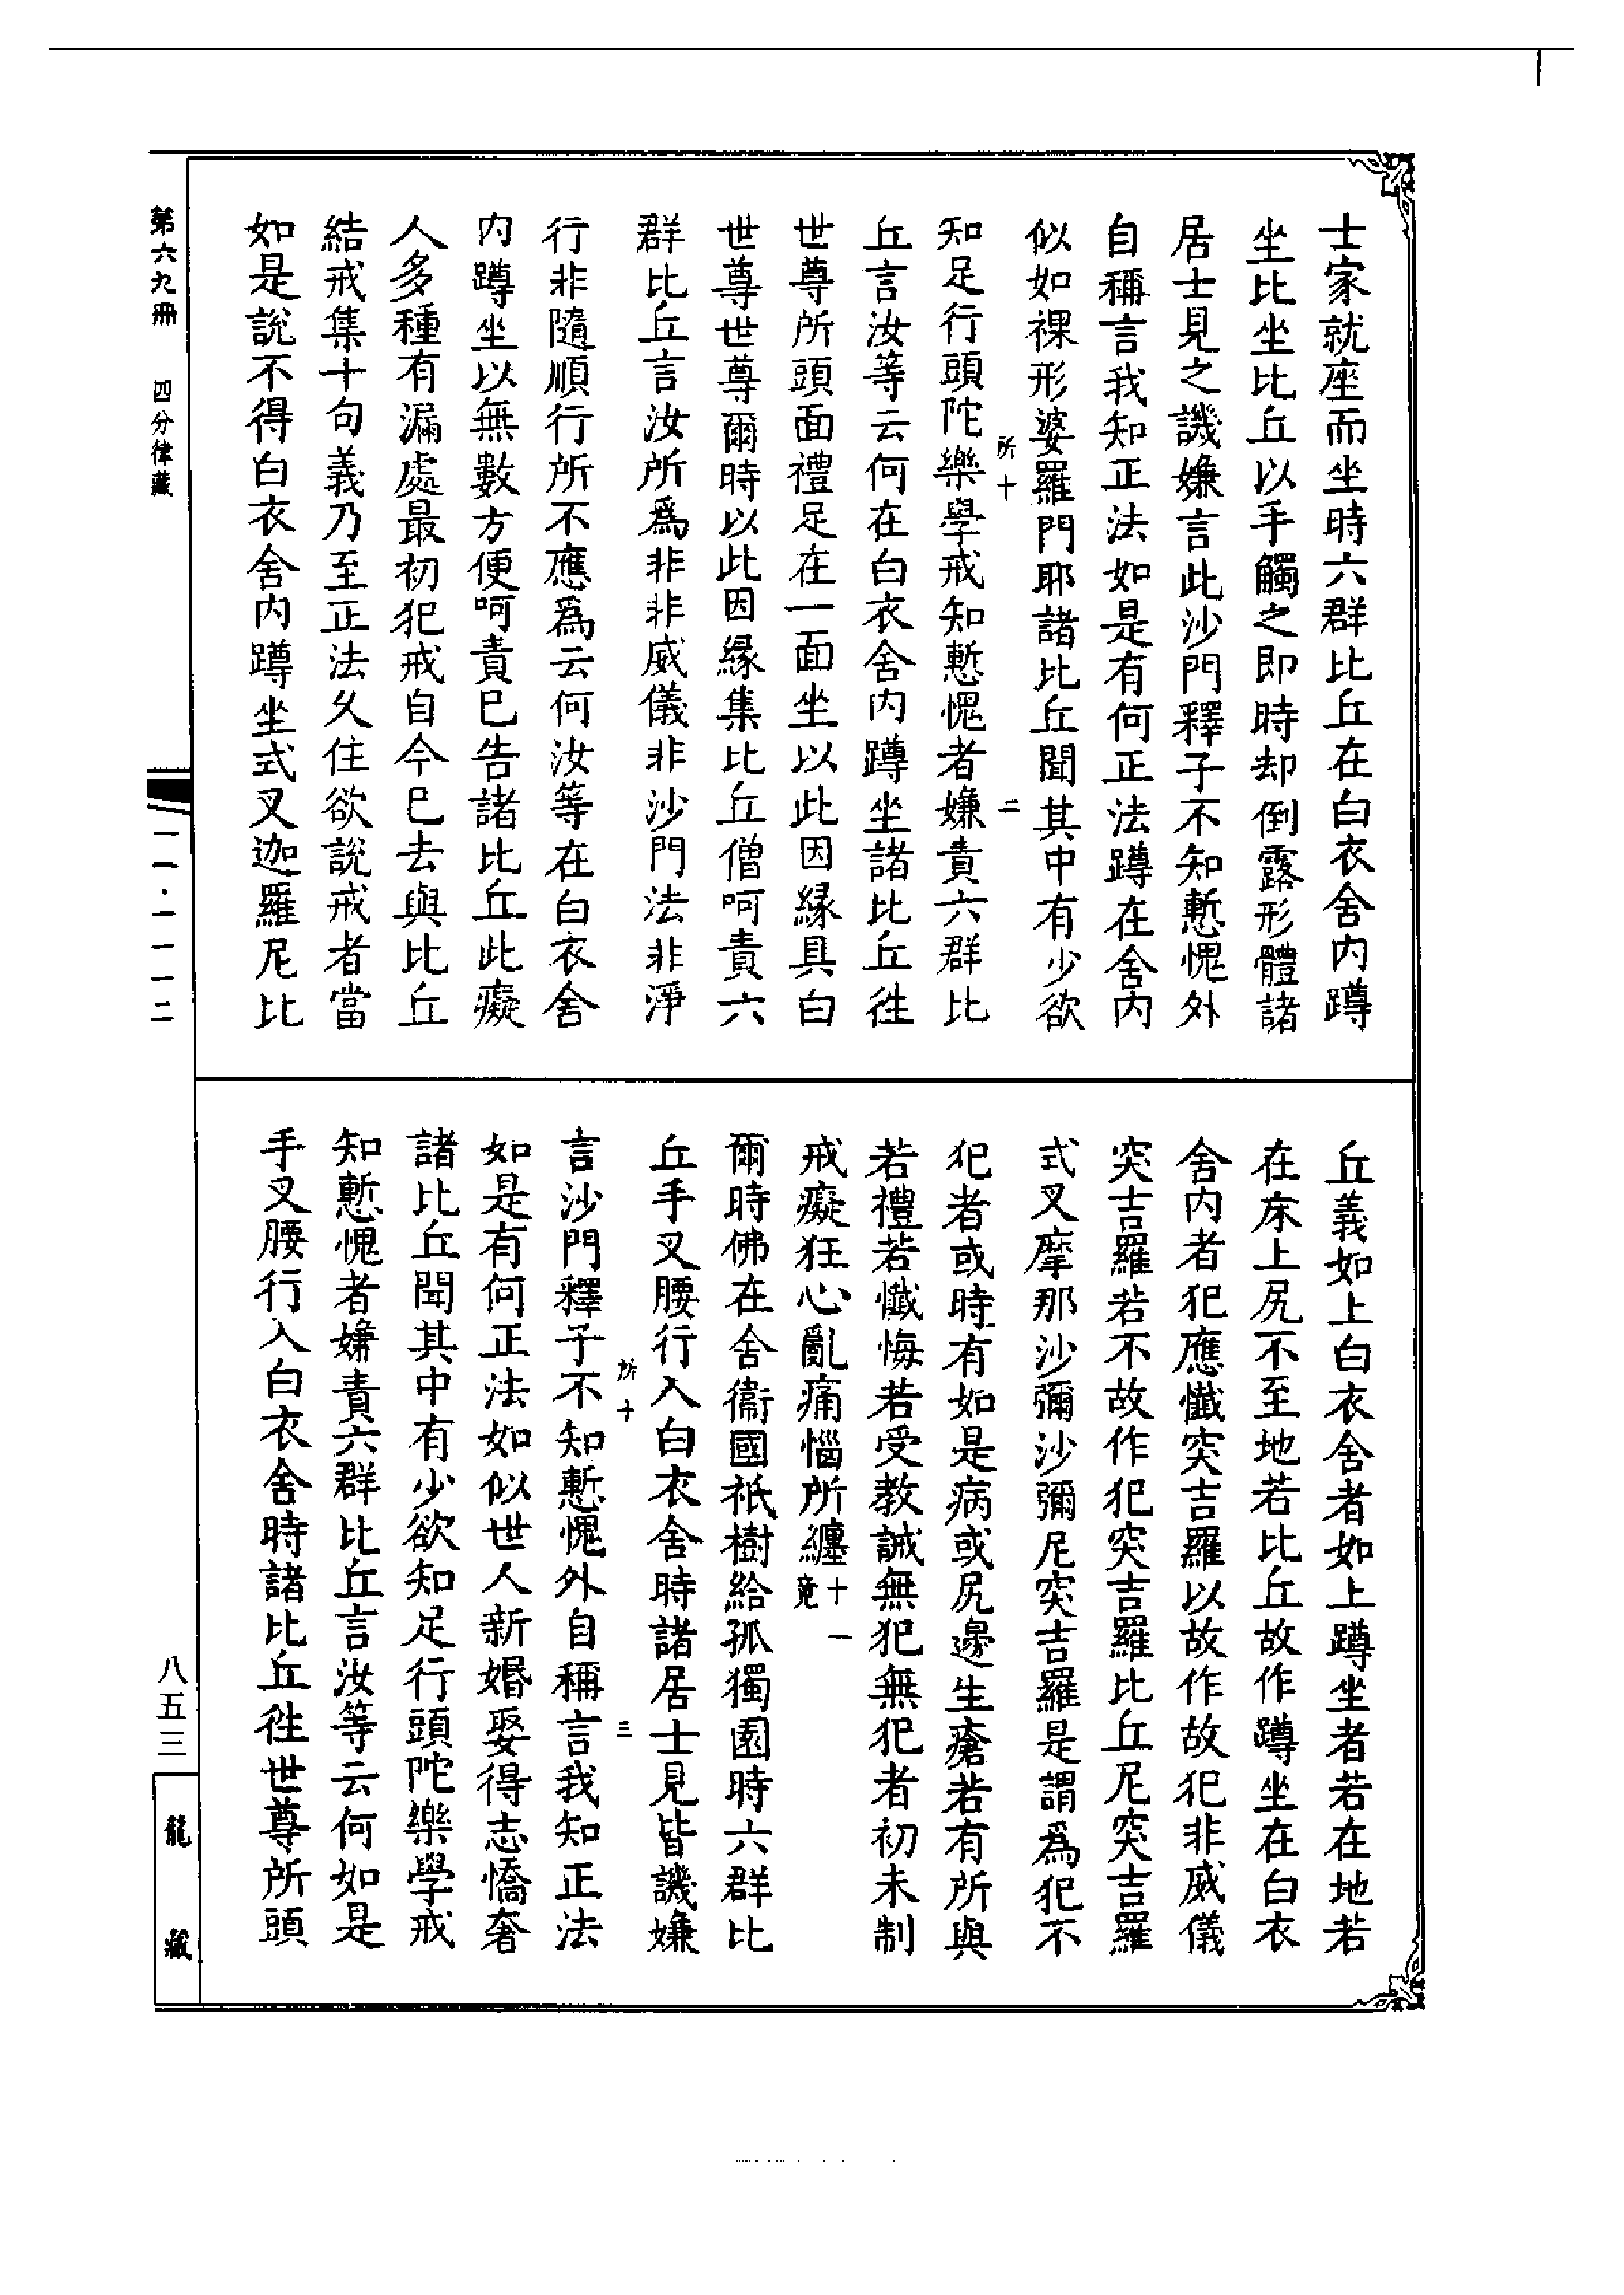 士家就座而坐時六群比丘在白衣舍內蹲
坐比坐比丘以手觸之即時却倒露形體諸
居士見之譏嫌言此沙門釋子不知慙愧外
自稱言我知正法如是有何正法蹲在舍內
似如裸形婆羅門耶諸比丘聞其中有少欲
所十 二
知足行頭陀樂學戒知慙愧者嫌責六群比
丘言汝等云何在白衣舍內蹲坐諸比丘往
世尊所頭面禮足在一面坐以此因緣具白
世尊世尊爾時以此因緣集比丘僧呵責六
群比丘言汝所爲非非威儀非沙門法非淨
行非隨順行所不應爲云何汝等在白衣舍
內蹲坐以無數方便呵責已告諸比丘此癡
人多種有漏處最初犯戒自今已去與比丘
結戒集十句義乃至正法久住欲說戒者當
如是說不得白衣舍內蹲坐式叉迦羅尼比
丘義如上白衣舍者如上蹲坐者若在地若
在床上尻不至地若比丘故作蹲坐在白衣
舍內者犯應懺突吉羅以故作故犯非威儀
突吉羅若不故作犯突吉羅比丘尼突吉羅
式叉摩那沙彌沙彌尼突吉羅是謂爲犯不
犯者或時有如是病或尻邊生瘡若有所與
若禮若懺悔若受教誡無犯無犯者初未制
戒癡狂心亂痛惱所纏十一竟
爾時佛在舍衞國祇樹給孤獨園時六群比
丘手叉腰行入白衣舍時諸居士見皆譏嫌
所十 三
言沙門釋子不知慙愧外自稱言我知正法
如是有何正法如似世人新婚娶得志憍奢
諸比丘聞其中有少欲知足行頭陀樂學戒
知慙愧者嫌責六群比丘言汝等云何如是
手叉腰行入白衣舍時諸比丘往世尊所頭
第六九冊 四分律藏
一一·一一一二
八五三
龍藏